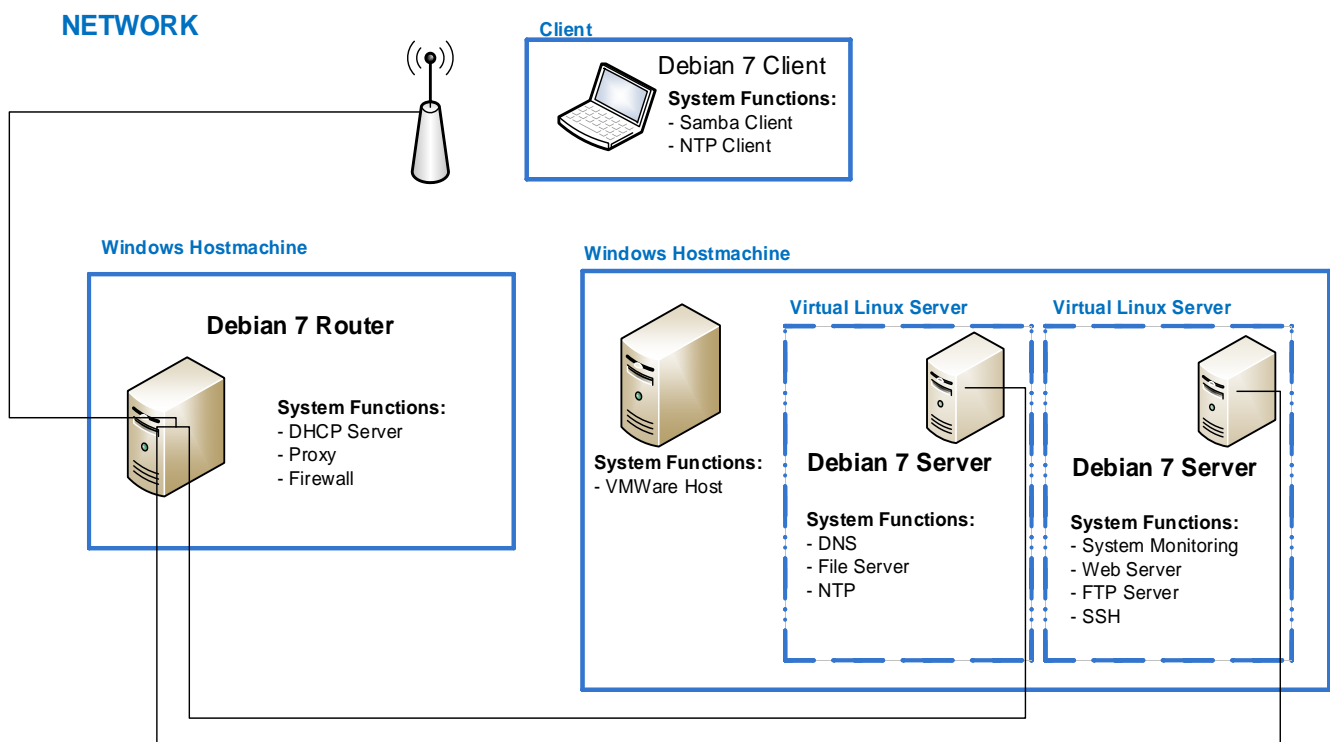 NETWORK
Client
Debian 7 Client
System Functions:
- Samba Client
- NTP Client
Windows Hostmachine
Debian 7 Router
System Functions:
- DHCP Server
- Proxy
- Firewall
Windows Hostmachine
System Functions:
- VMWare Host
Virtual Linux Server
Debian 7 Server
System Functions:
- DNS
- File Server
- NTP
Virtual Linux Server
Debian 7 Server
System Functions:
- System Monitoring
- Web Server
- FTP Server
- SSH